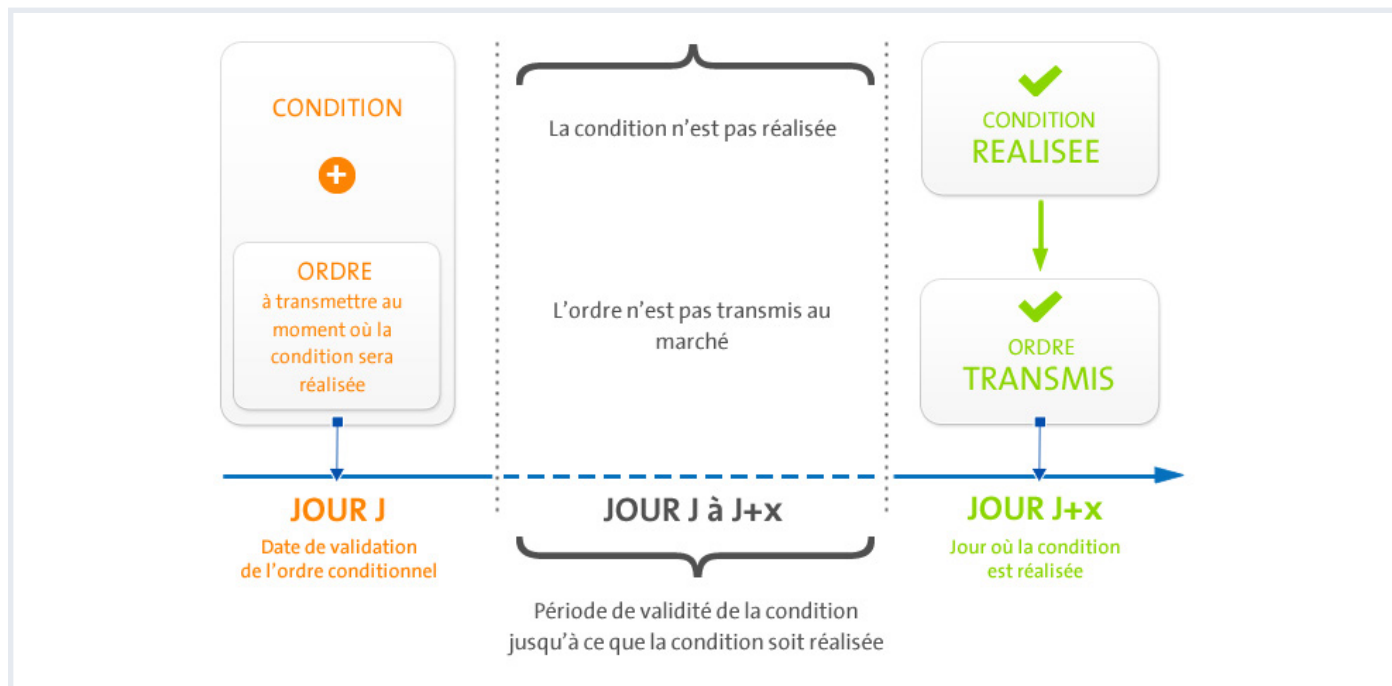 CONDITION
+
ORDRE
à transmettre au
moment où la
condition sera
réalisée
JOUR J
Date de validation
de l'ordre conditionnel
La condition n'est pas réalisée
L'ordre n'est pas transmis au
marché
JOUR J à J+x
Période de validité de la condition
jusqu'à ce que la condition soit réalisée
CONDITION
REALISEE
ORDRE
TRANSMIS
JOUR J+x
Jour où la condition
est réalisée